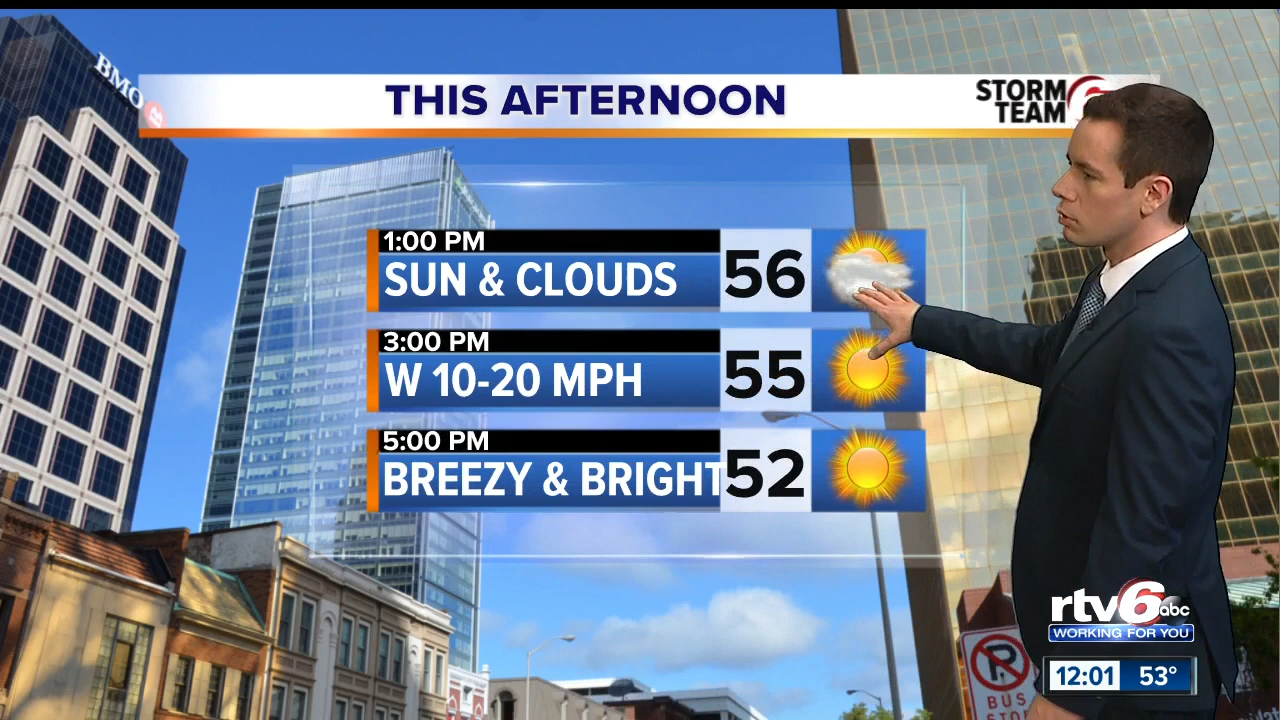 BMO
THIS AFTERNOON
STORM
TEAM 6
1:00 PM
SUN & CLOUDS
56
3:00 PM
W 10-20 MPH
55
5:00 PM
BREEZY & BRIGHT
52
rtv6 abc
WORKING FOR YOU
12:01 53°
P
BUS
STOP